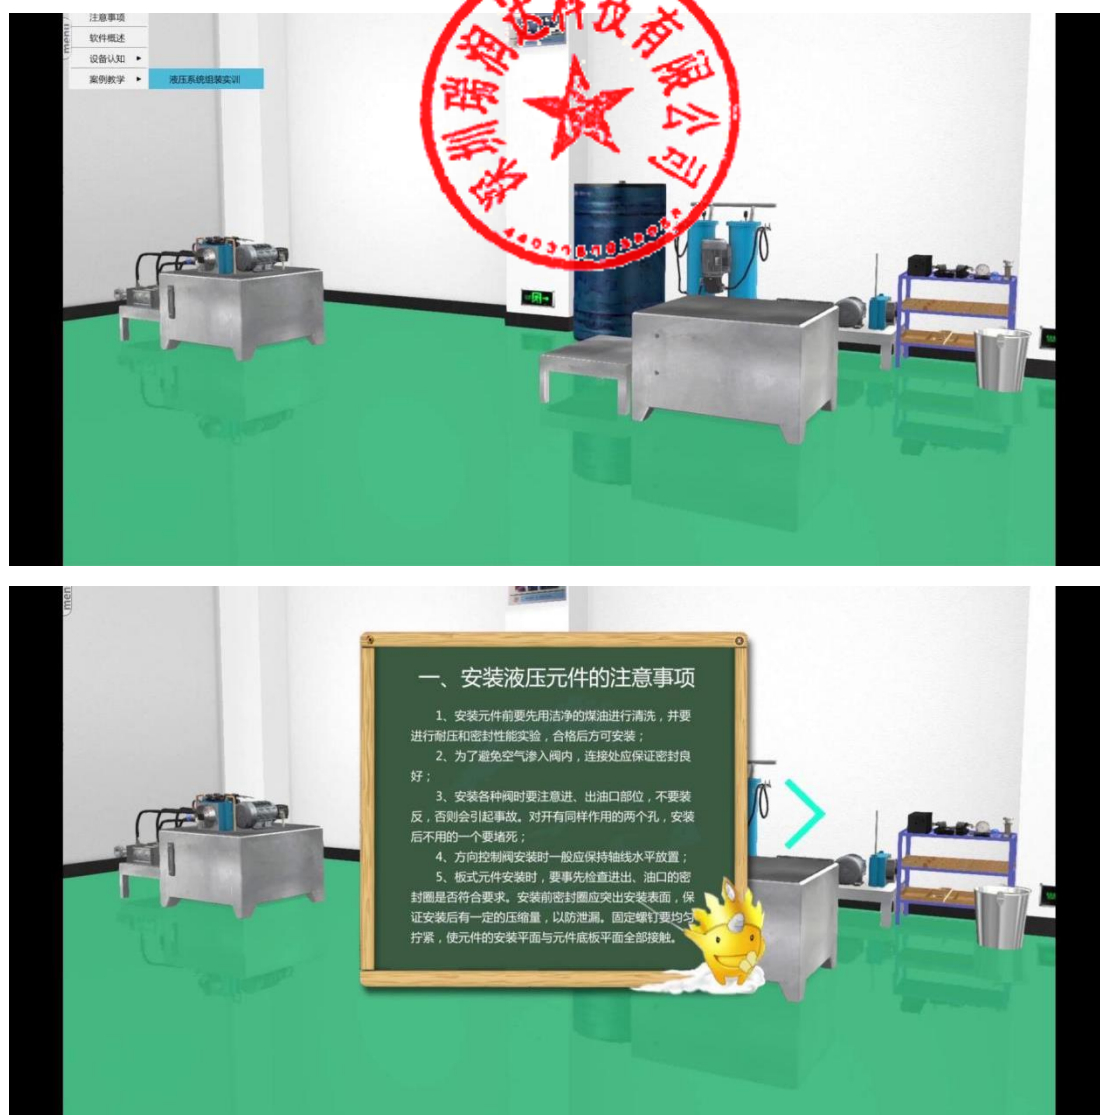 注意事项
软件概述
设备认知
案例教学
液压系统组装实训
深圳瑞润达科技有限公司
men
一、安装液压元件的注意事项
1、安装元件前要先用洁净的煤油进行清洗，并要
进行耐压和密封性能实验，合格后方可安装；
2、为了避免空气渗入阀内，连接处应保证密封良
好；
3、安装各种阀时要注意进、出油口部位，不要装
反，否则会引起事故。对开有同样作用的两个孔，安装
后不用的一个要堵死；
4、方向控制阀安装时一般应保持轴线水平放置；
5、板式元件安装时，要事先检查进出、油口的密
封圈是否符合要求。安装前密封圈应突出安装表面，保
证安装后有一定的压缩量，以防泄漏。固定螺钉要均匀
拧紧，使元件的安装平面与元件底板平面全部接触。